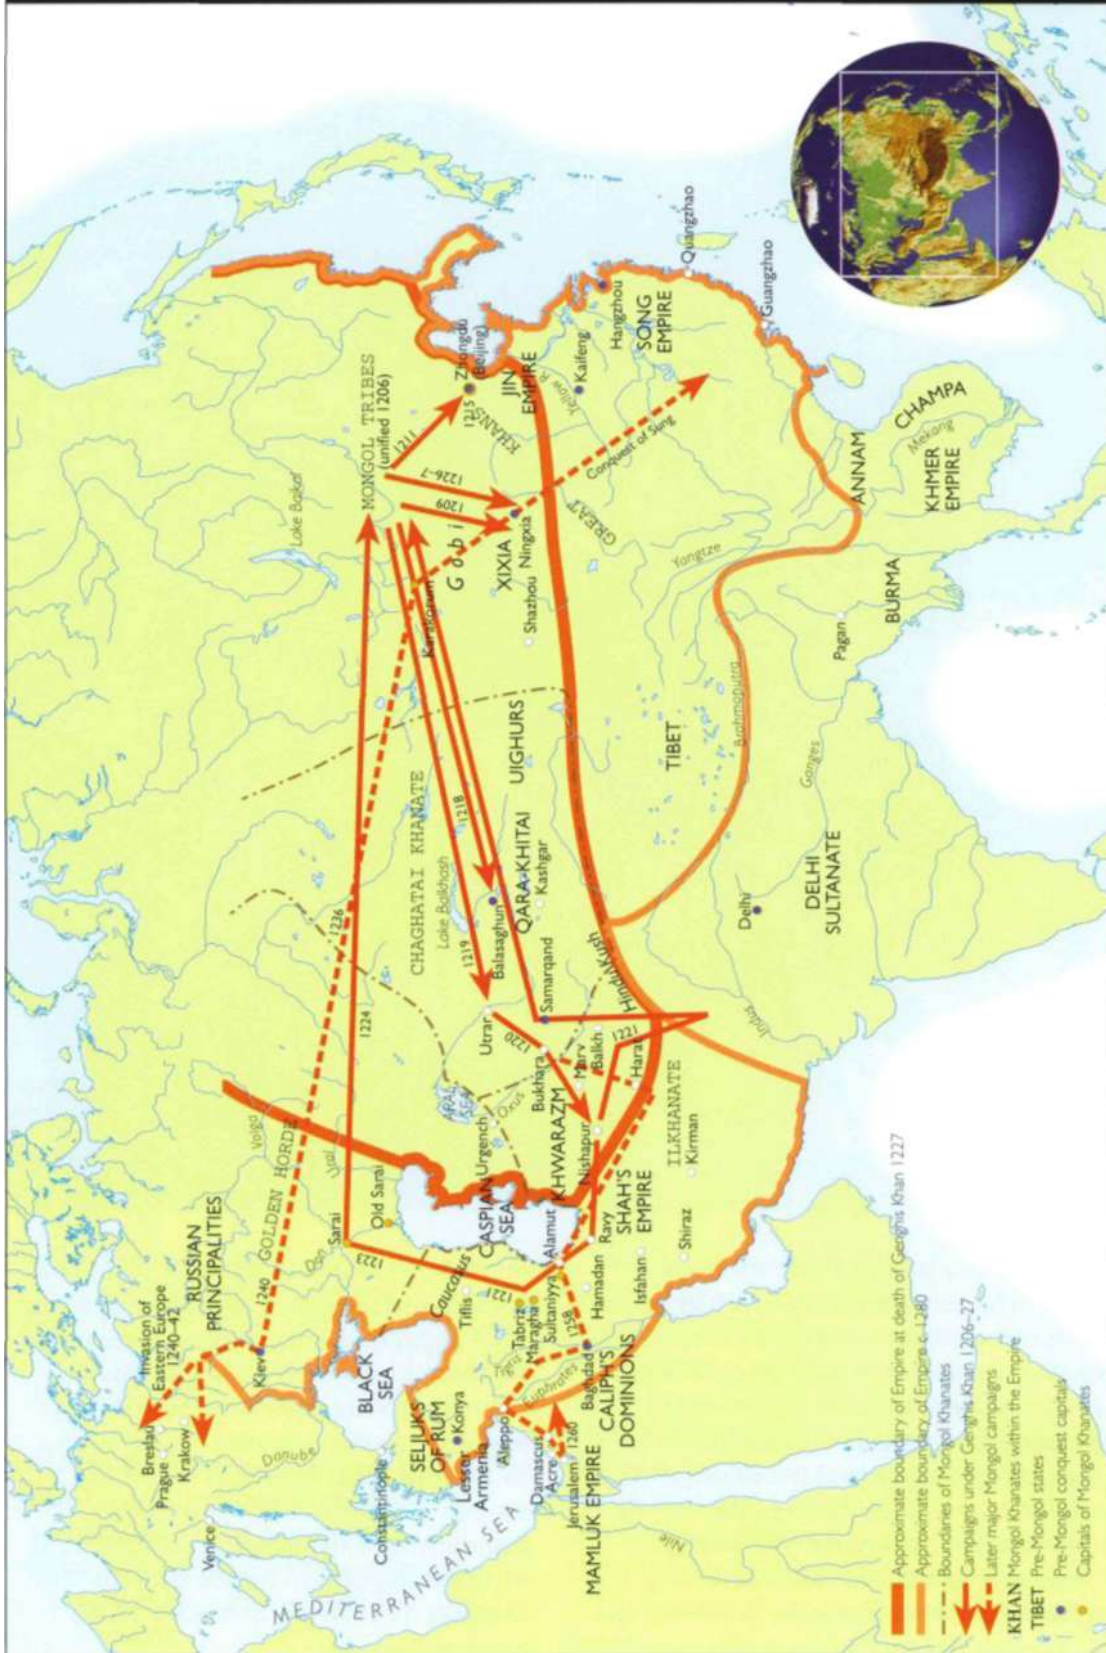 Invasion of
Eastern Europe
1240–42
Breslau
Prague
Krakow
Venice
Danube
Kiev
1240
RUSSIAN
PRINCIPALITIES
GOLDEN HORDE
Volga
Ural
Don
Sarai
Old Sarai
1223
1224
1236
BLACK
SEA
Constantinople
MEDITERRANEAN SEA
SELJUKS
OF RUM
Konya
Lesser
Armenia
Aleppo
Damascus
Acre
Jerusalem 1260
MAMLUK EMPIRE
Nile
Caucasus
Tiflis
1221
Tabriz
Maragha
Sultaniyya
1258
Euphrates
Baghdad
CALIPH'S
DOMINIONS
CASPIAN
SEA
Alamut
Ravy
Hamadan
Isfahan
Shiraz
SHAH'S
EMPIRE
KHWARAZM
Nishapur
ILKHANATE
Kirman
Urgench
ARAL
SEA
Oxus
Bukhara
1220
Utrar
Marv
Balkh
Harat
1221
Samarqand
Hindu Kush
Indus
CHAGHATAI KHANATE
Lake Balkhash
1219
1218
Balasaghun
QARA-KHITAI
Kashgar
UIGHURS
TIBET
Brahmaputra
Ganges
Delhi
DELHI
SULTANATE
Lake Baikal
MONGOL TRIBES
(unified 1206)
Karakorum
1211
1226–7
1209
Gobi
XIXIA
Ningxia
Shazhou
GREAT
KHANS
1215
Zhongdu
(Beijing)
JIN
EMPIRE
Yellow R.
Kaifeng
Hangzhou
SONG
EMPIRE
Quangzhao
Guangzhao
Conquest of Sung
Yangtze
ANNAM
CHAMPA
Mekong
KHMER
EMPIRE
BURMA
Pagan
Approximate boundary of Empire at death of Genghis Khan 1227
Approximate boundary of Empire c.1280
Boundaries of Mongol Khanates
Campaigns under Genghis Khan 1206–27
Later major Mongol campaigns
KHAN Mongol Khanates within the Empire
TIBET Pre-Mongol states
Pre-Mongol conquest capitals
Capitals of Mongol Khanates